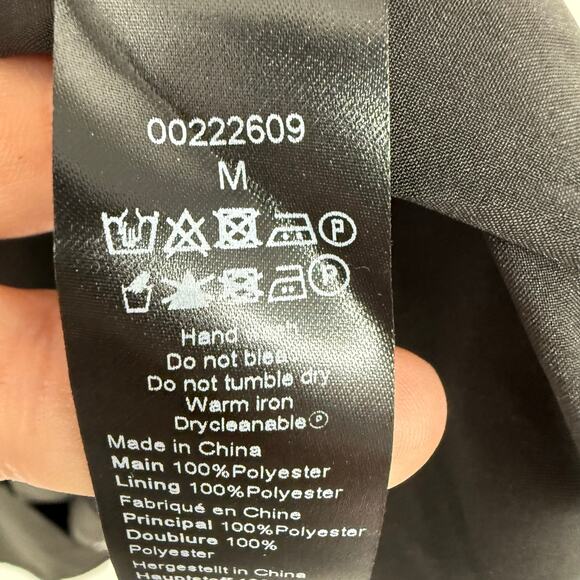 00222609
M
P
P
Hand
Do not
Do not tumble dry
Warm iron
Drycleanable Ⓟ
Made in China
Main 100%Polyester
Lining 100%Polyester
Fabriqué en Chine
Principal 100%Polyester
Doublure 100%
Polyester
Hergestellt in China